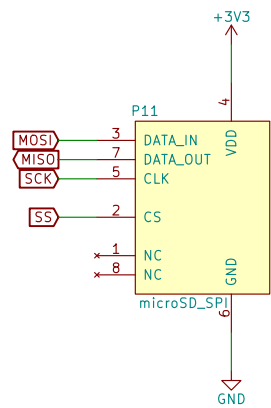 +3V3
P11
4
VDD
MOSI 3 DATA_IN
MISO 7 DATA_OUT
SCK 5 CLK
SS 2 CS
1 NC
8 NC
GND
microSD_SPI
6
GND